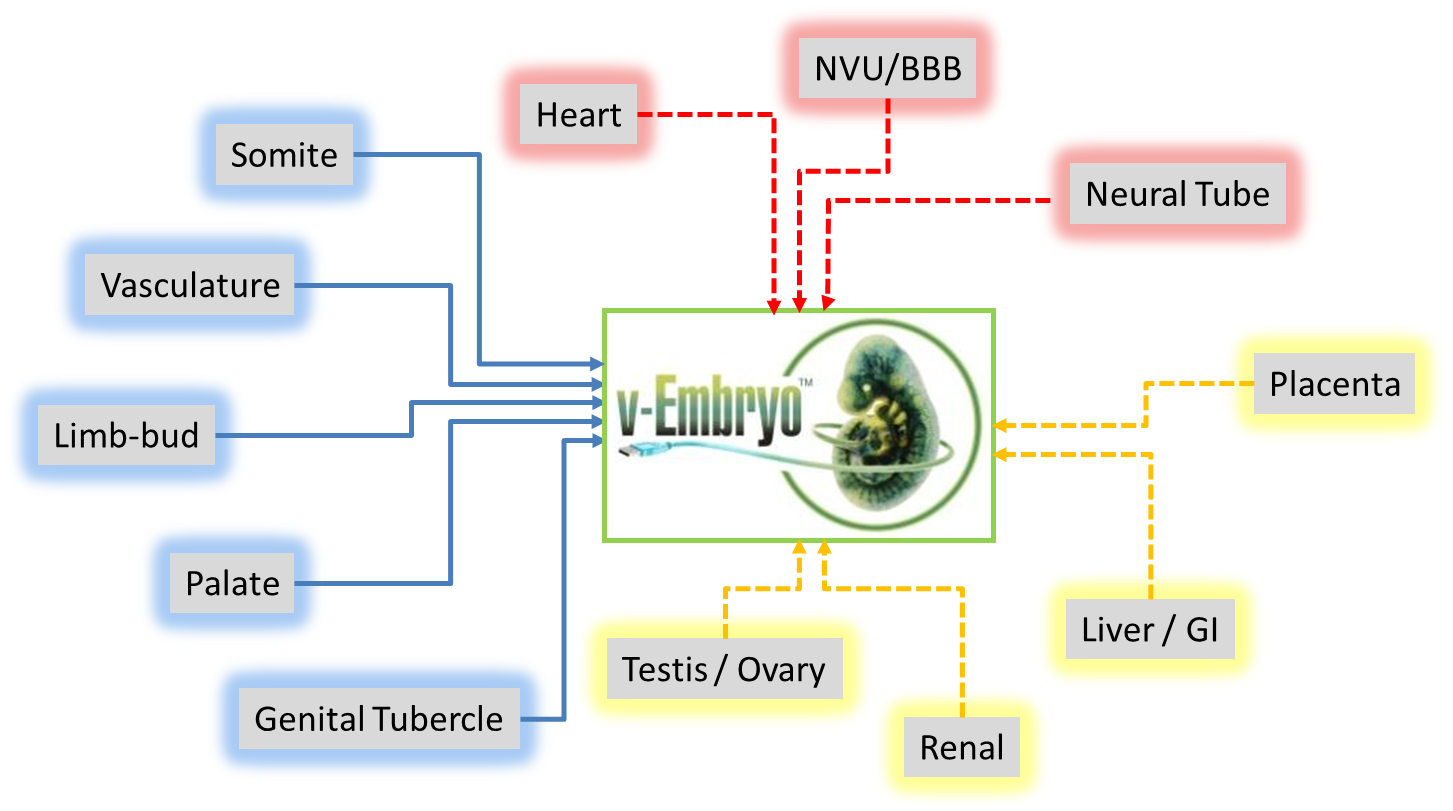 NVU/BBB
Heart
Somite
Neural Tube
Vasculature
Placenta
v-Embryo™
Limb-bud
Palate
Liver / GI
Testis / Ovary
Genital Tubercle
Renal